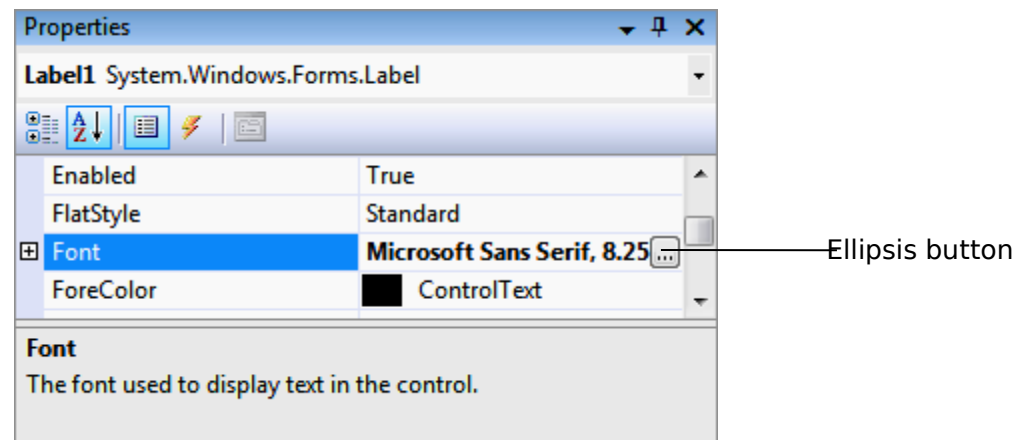 Properties
Label1 System.Windows.Forms.Label
A
Z
Enabled True
FlatStyle Standard
Font Microsoft Sans Serif, 8.25 ...
Ellipsis button
ForeColor ControlText
Font
The font used to display text in the control.